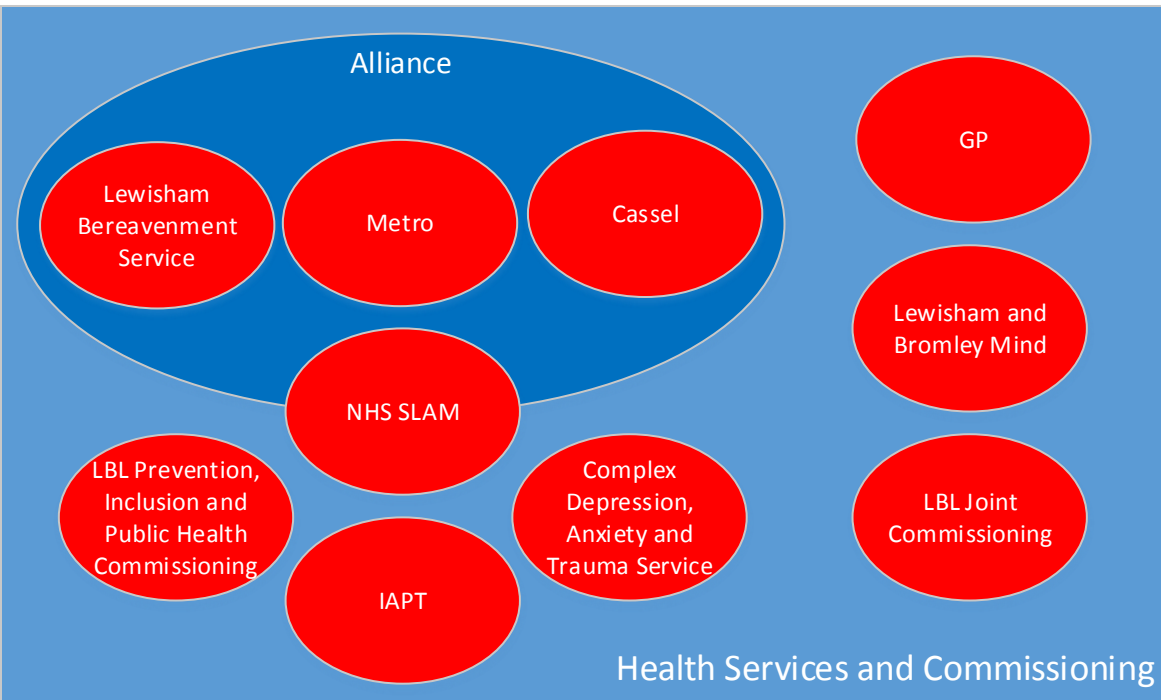 Alliance
Lewisham
Bereavenment
Service
Metro
Cassel
GP
Lewisham and
Bromley Mind
NHS SLAM
LBL Prevention,
Inclusion and
Public Health
Commissioning
Complex
Depression,
Anxiety and
Trauma Service
LBL Joint
Commissioning
IAPT
Health Services and Commissioning